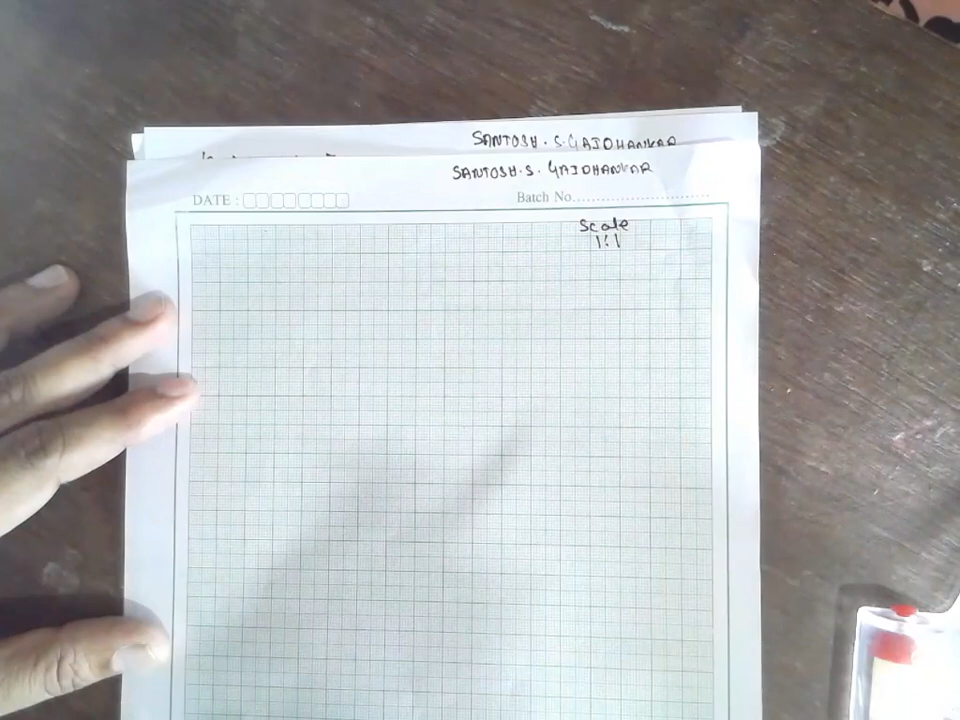 SANTOSH. S. GAJDHANKAR
SANTOSH. S. GAJDHANKAR
DATE :
Batch No.........................................
Scale
1:1